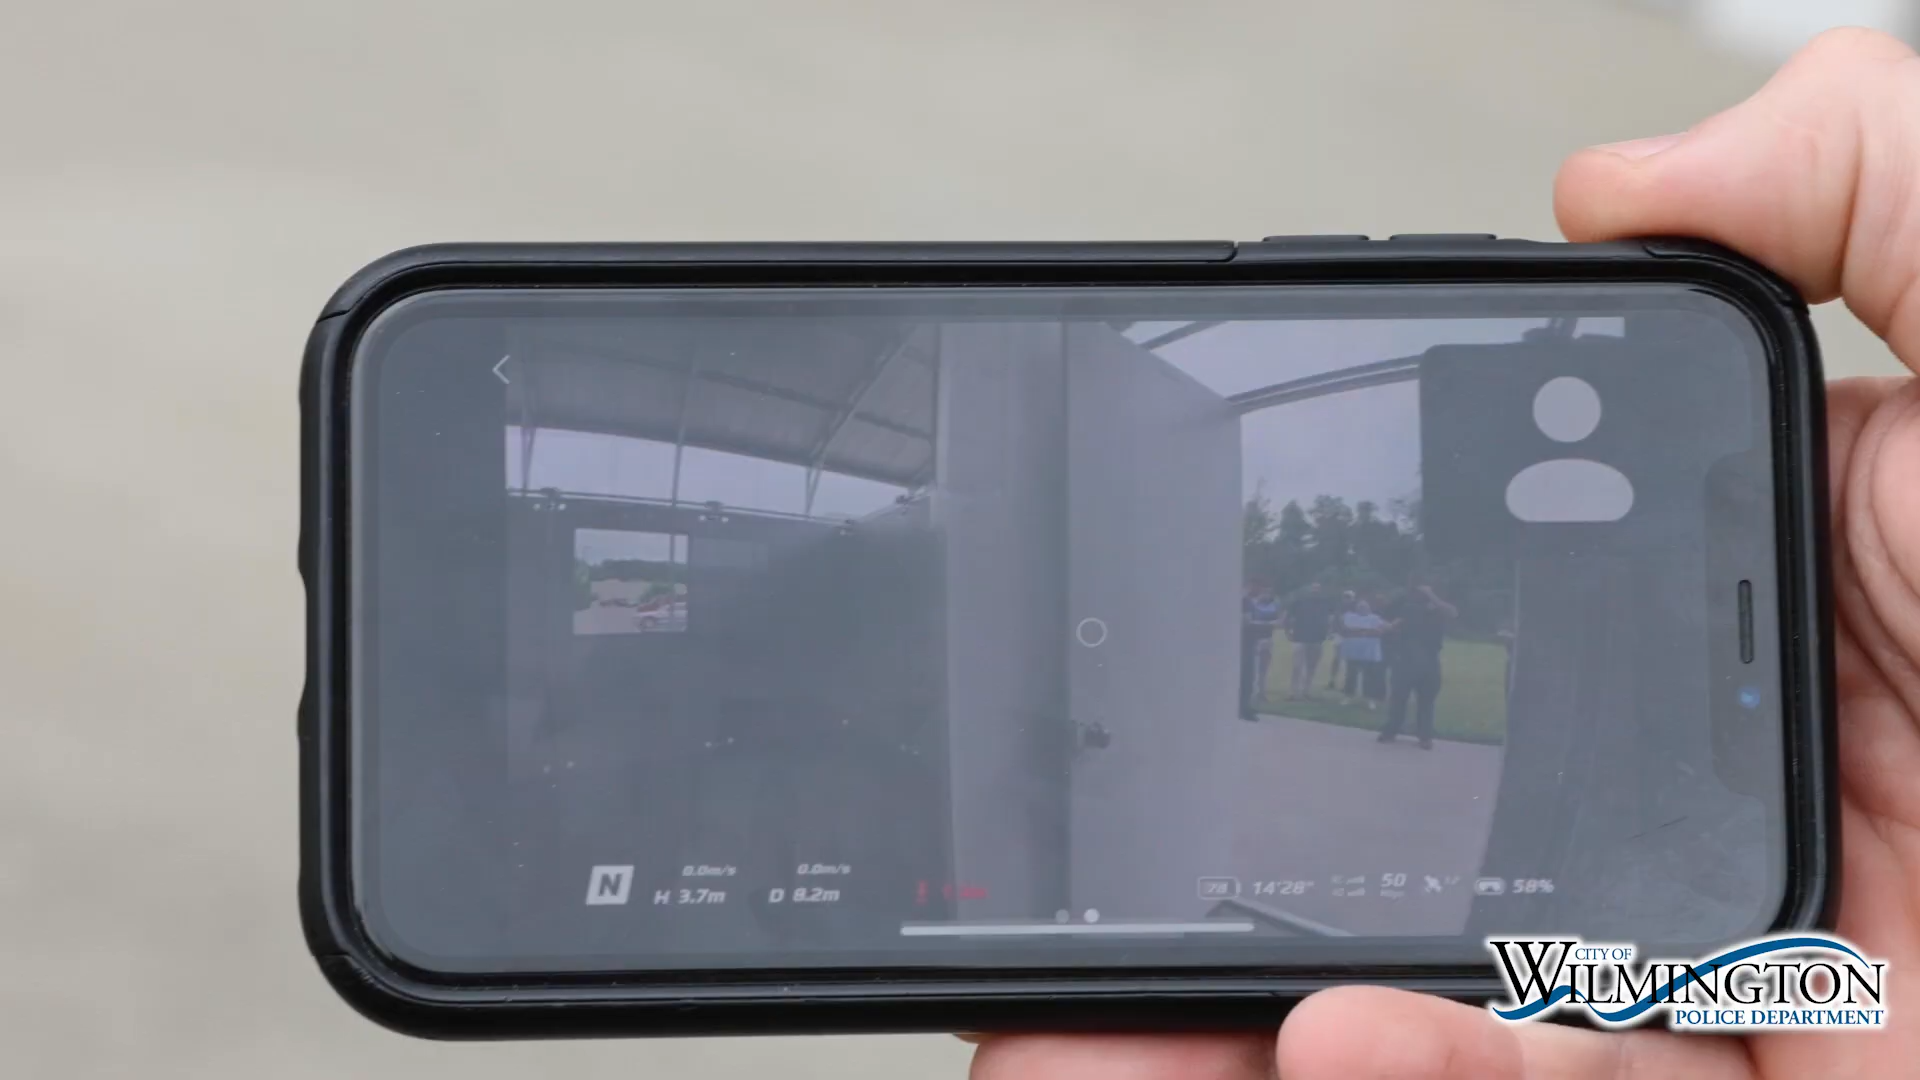 N
0.0m/s
0.0m/s
H 3.7m
D 8.2m
14'28"
50
58%
CITY OF
WILMINGTON
POLICE DEPARTMENT